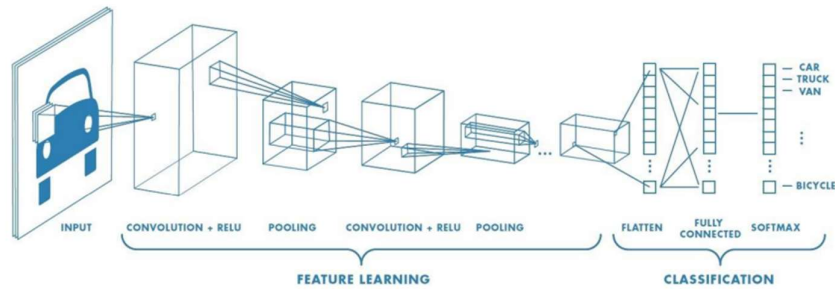 CAR
TRUCK
VAN
BICYCLE
INPUT
CONVOLUTION + RELU
POOLING
CONVOLUTION + RELU
POOLING
FLATTEN
FULLY
CONNECTED
SOFTMAX
FEATURE LEARNING
CLASSIFICATION